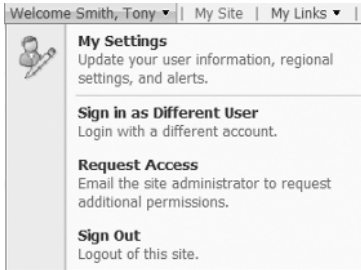 Welcome Smith, Tony ▾ | My Site | My Links ▾ |
My Settings
Update your user information, regional
settings, and alerts.
Sign in as Different User
Login with a different account.
Request Access
Email the site administrator to request
additional permissions.
Sign Out
Logout of this site.